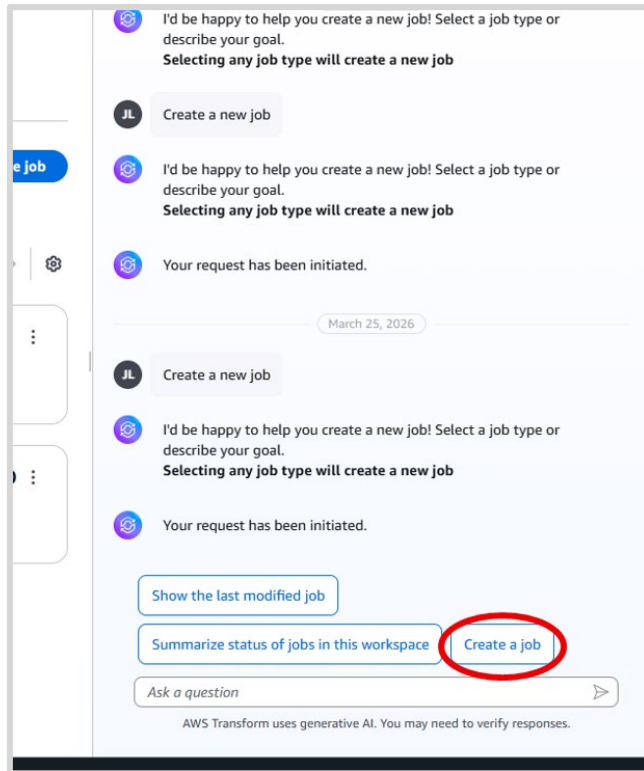 I'd be happy to help you create a new job! Select a job type or
describe your goal.
Selecting any job type will create a new job
JL
Create a new job
e job
I'd be happy to help you create a new job! Select a job type or
describe your goal.
Selecting any job type will create a new job
Your request has been initiated.
March 25, 2026
JL
Create a new job
I'd be happy to help you create a new job! Select a job type or
describe your goal.
Selecting any job type will create a new job
Your request has been initiated.
Show the last modified job
Summarize status of jobs in this workspace
Create a job
Ask a question
AWS Transform uses generative AI. You may need to verify responses.